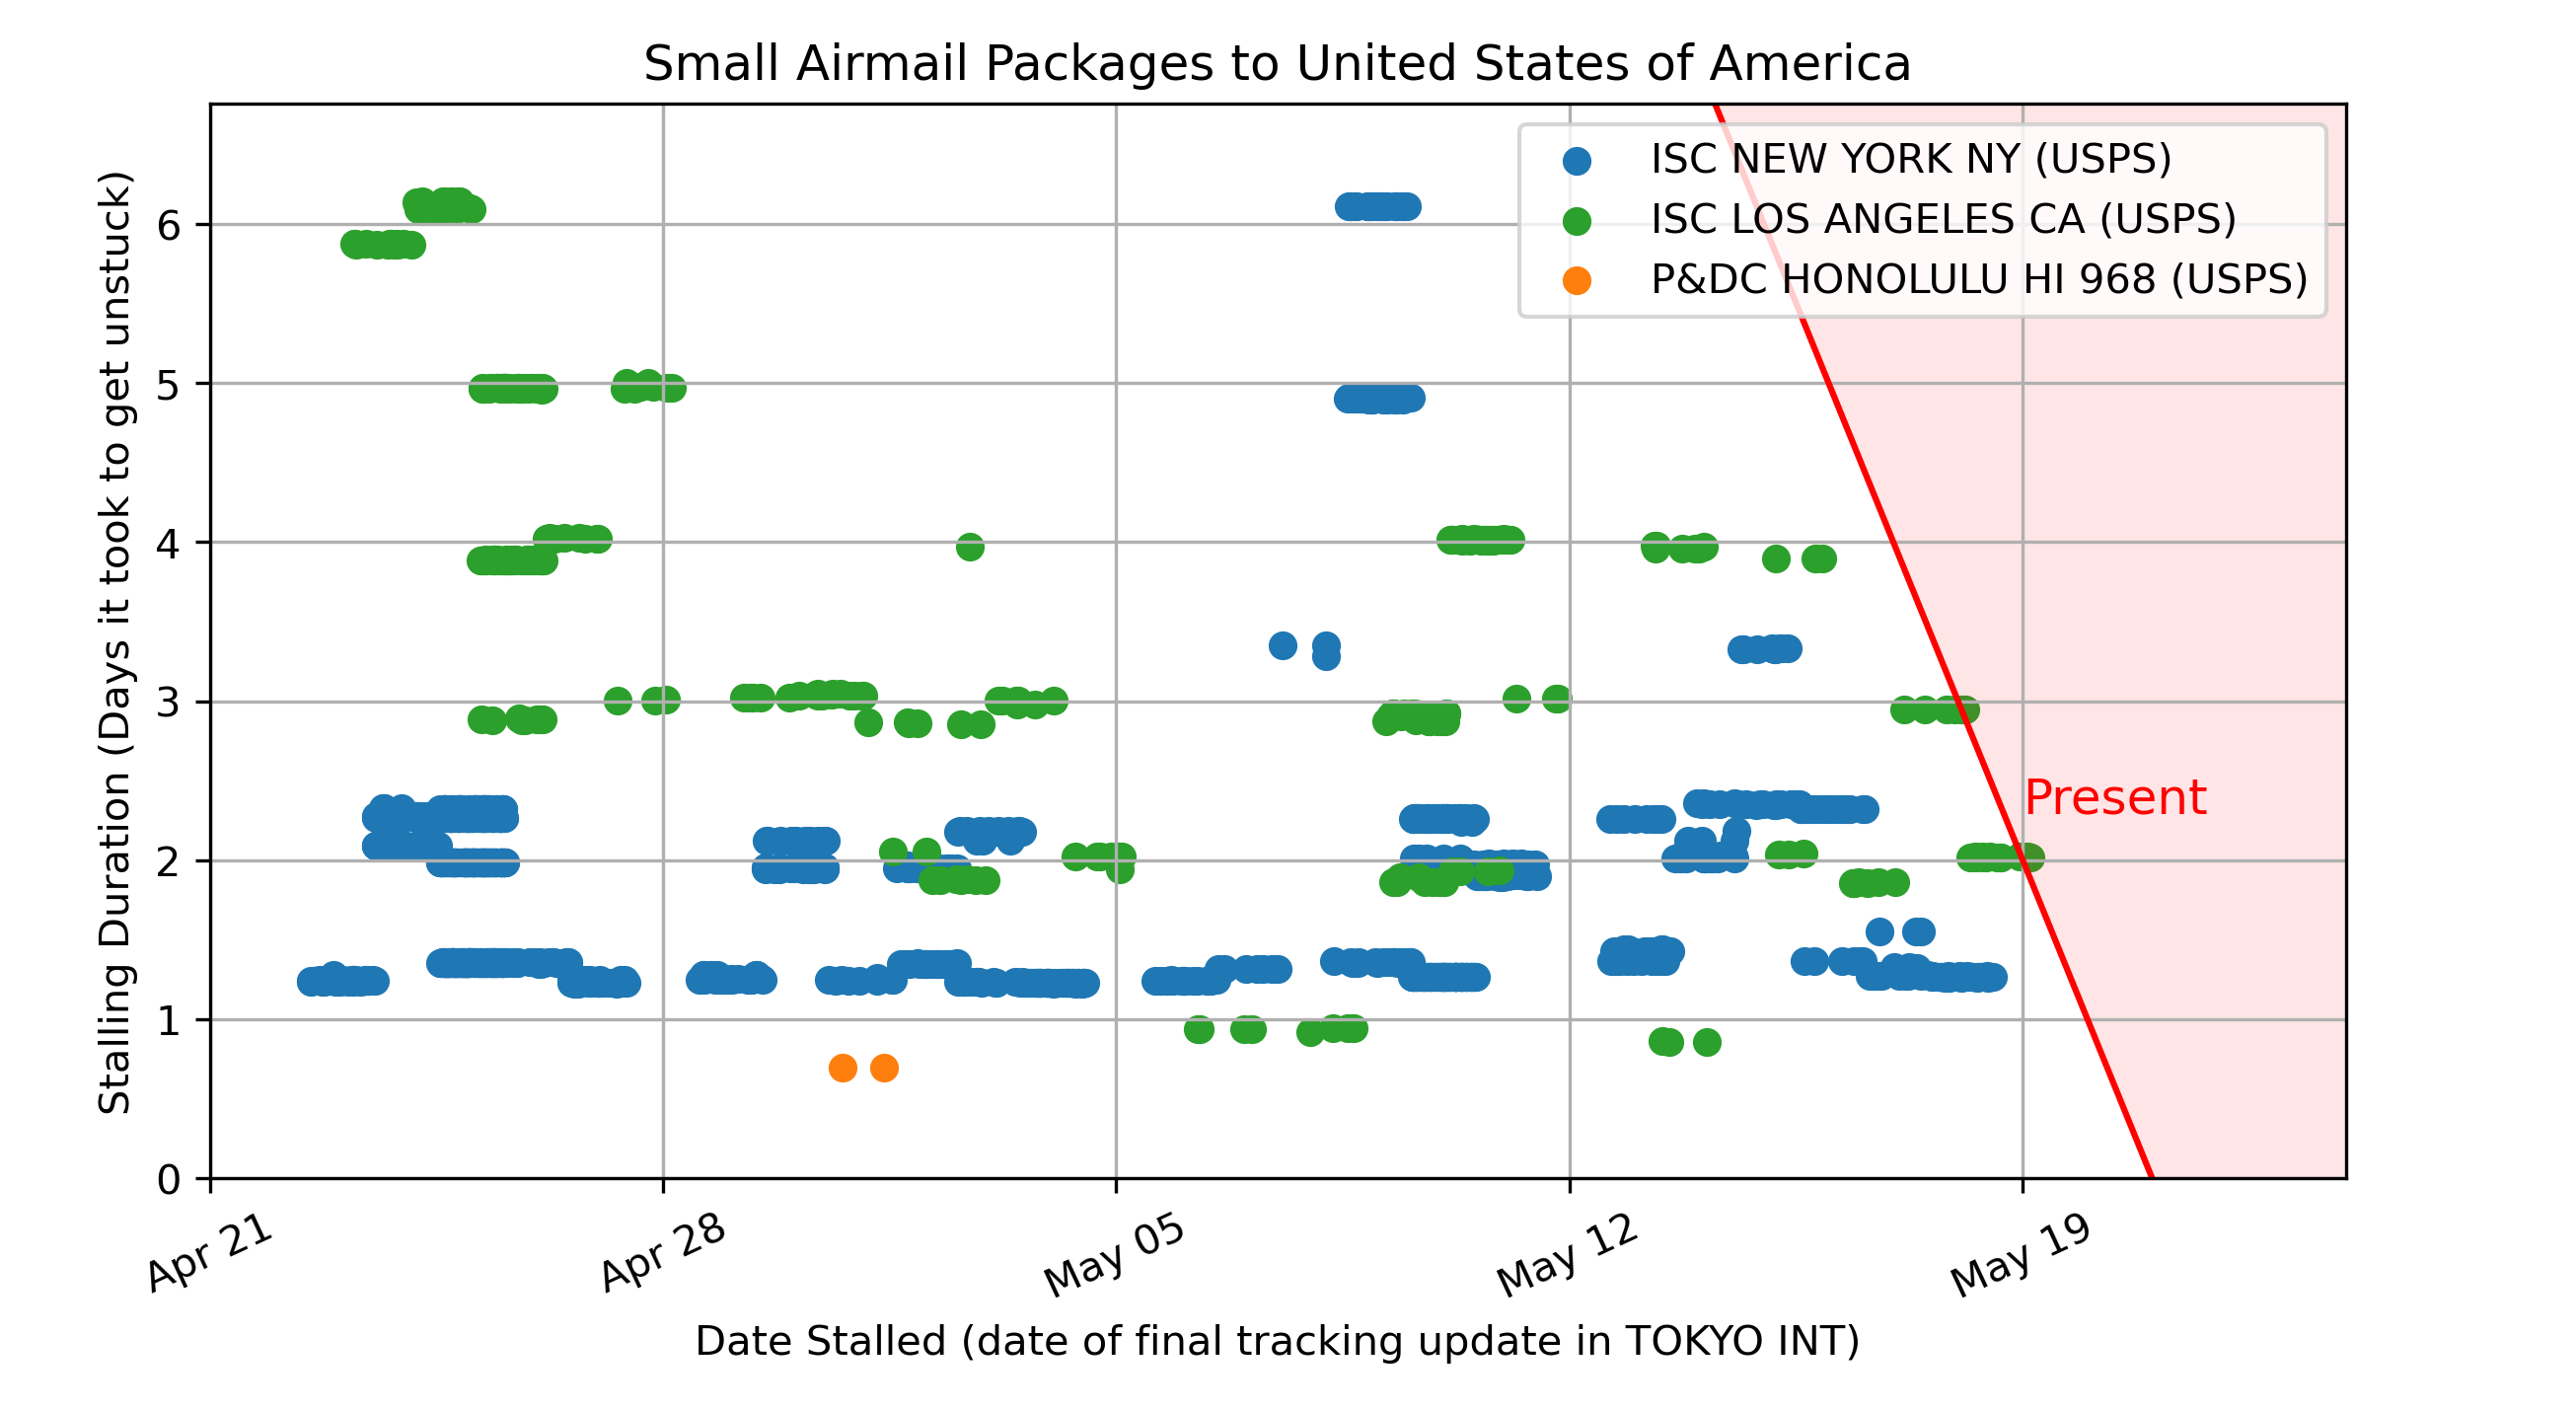 Small Airmail Packages to United States of America
ISC NEW YORK NY (USPS)
ISC LOS ANGELES CA (USPS)
P&DC HONOLULU HI 968 (USPS)
Stalling Duration (Days it took to get unstuck)
6
5
4
3
2
1
0
Present
Apr 21
Apr 28
May 05
May 12
May 19
Date Stalled (date of final tracking update in TOKYO INT)